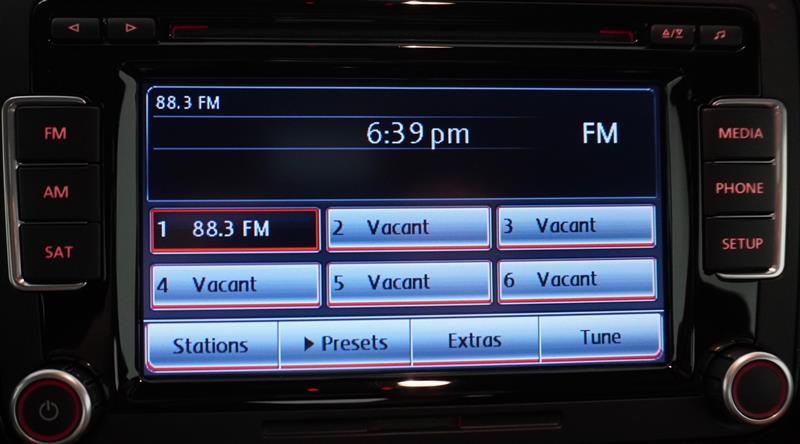 88.3 FM
6:39 pm FM
FM
AM
SAT
1 88.3 FM
2 Vacant
3 Vacant
4 Vacant
5 Vacant
6 Vacant
Stations
Presets
Extras
Tune
MEDIA
PHONE
SETUP